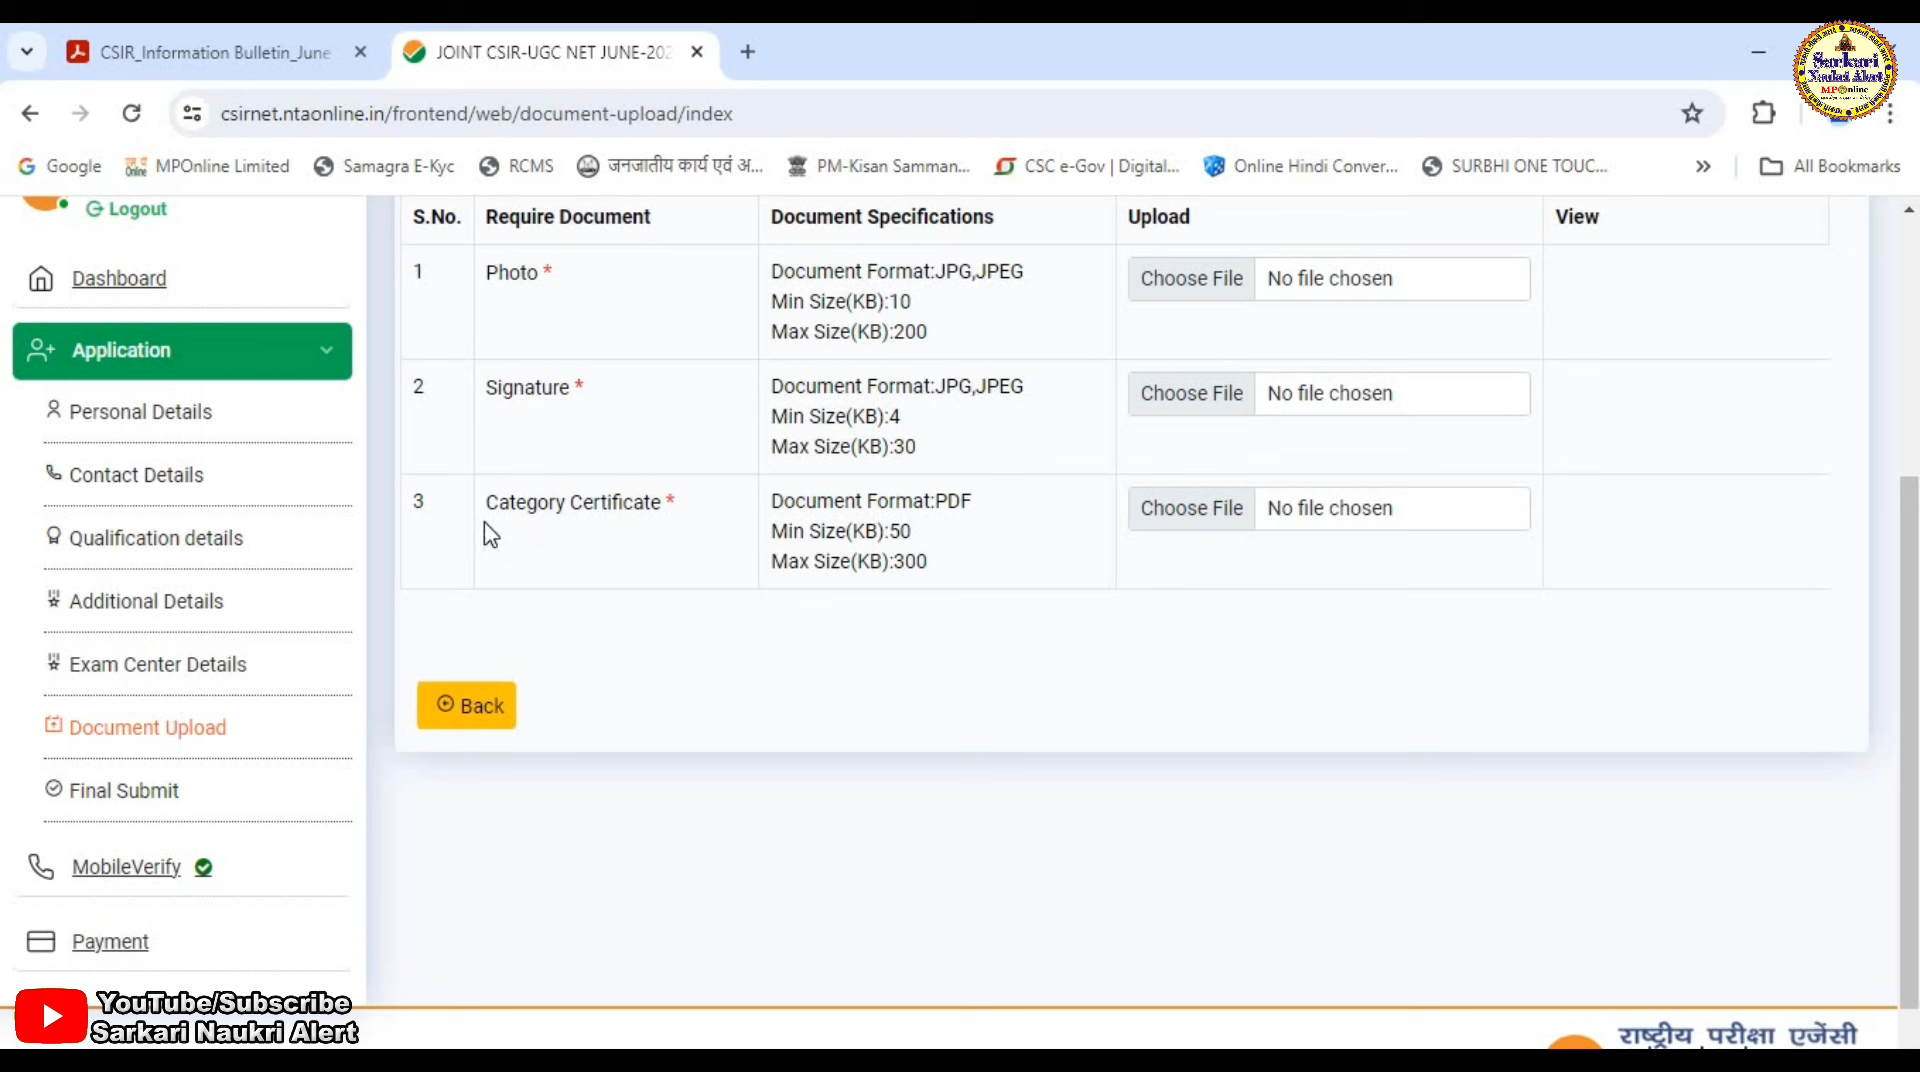 CSIR_Information Bulletin_June
JOINT CSIR-UGC NET JUNE-202
Sarkari
Naukri Alert
MPOnline
csirnet.ntaonline.in/frontend/web/document-upload/index
Google
MPOnline Limited
Samagra E-Kyc
RCMS
जनजातीय कार्य एवं अ...
PM-Kisan Samman...
CSC e-Gov | Digital...
Online Hindi Conver...
SURBHI ONE TOUC...
All Bookmarks
Logout
Dashboard
Application
Personal Details
Contact Details
Qualification details
Additional Details
Exam Center Details
Document Upload
Final Submit
MobileVerify
Payment
S.No. Require Document Document Specifications Upload View
1 Photo * Document Format:JPG,JPEG Choose File No file chosen
Min Size(KB):10
Max Size(KB):200
2 Signature * Document Format:JPG,JPEG Choose File No file chosen
Min Size(KB):4
Max Size(KB):30
3 Category Certificate * Document Format:PDF Choose File No file chosen
Min Size(KB):50
Max Size(KB):300
Back
YouTube/Subscribe
Sarkari Naukri Alert
राष्ट्रीय परीक्षा एजेंसी